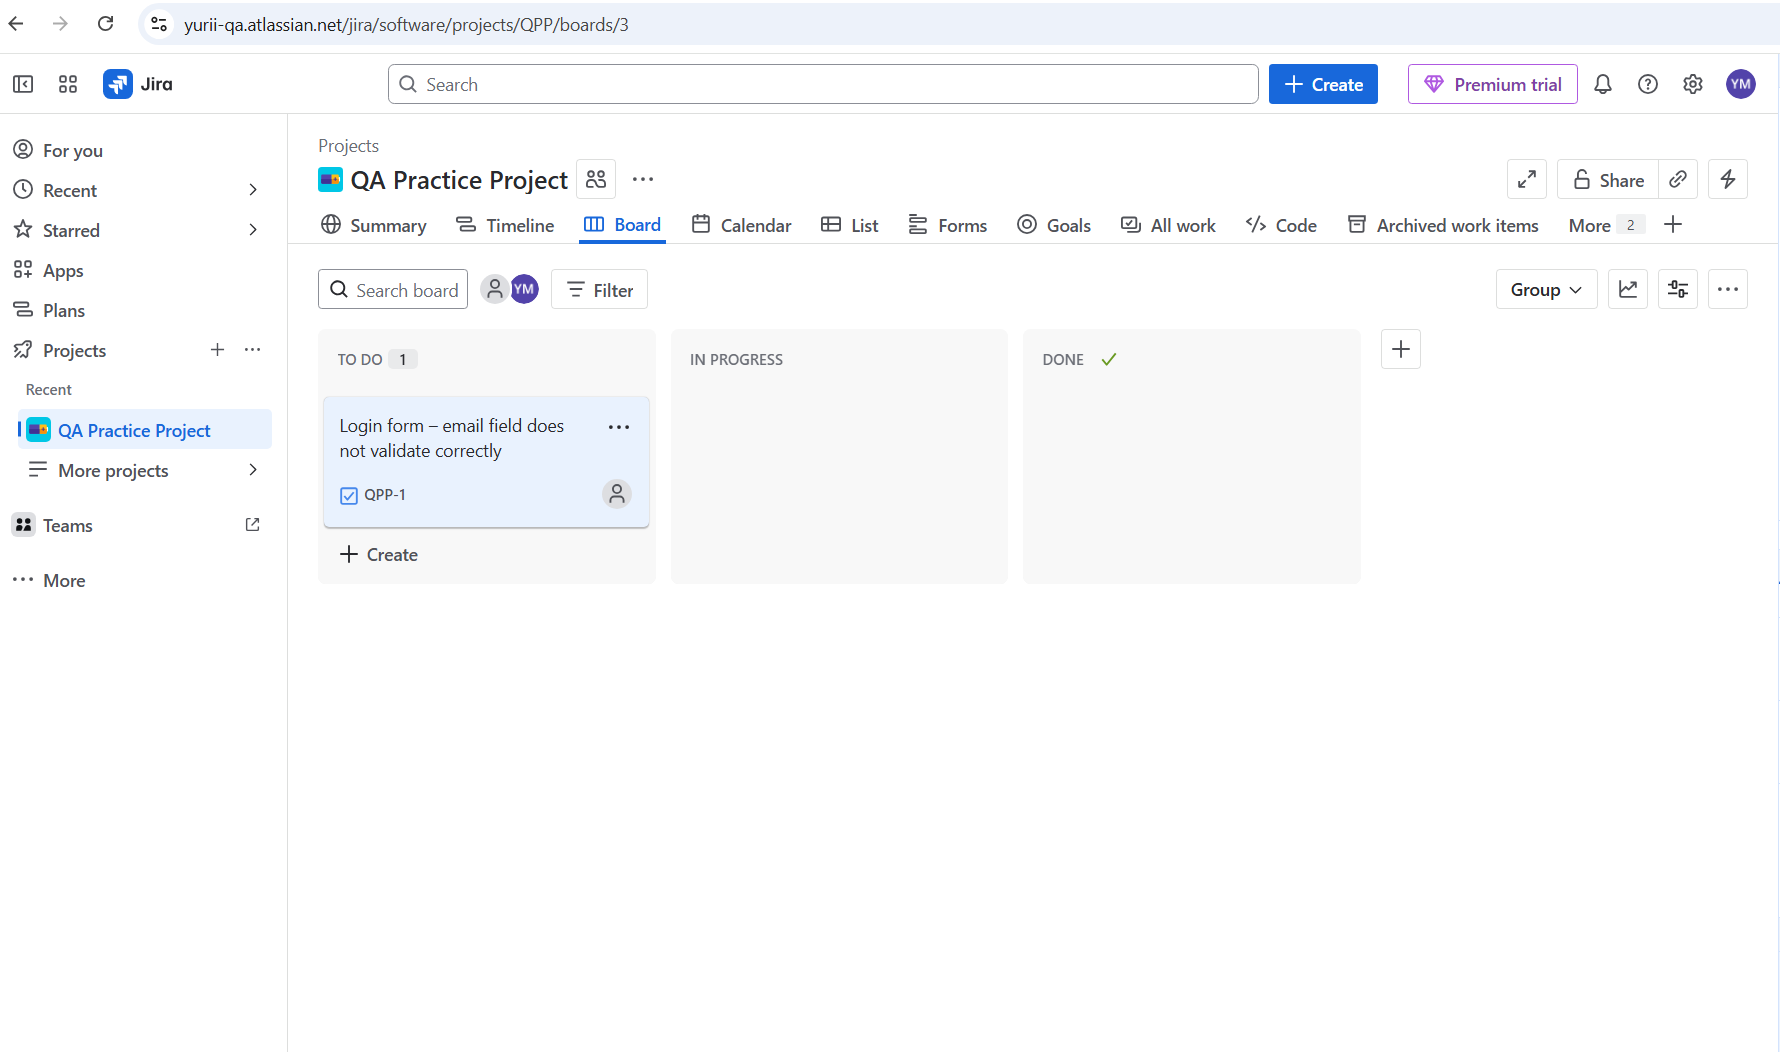 yurii-qa.atlassian.net/jira/software/projects/QPP/boards/3
Jira
Search
Create
Premium trial
YM
For you
Recent
Starred
Apps
Plans
Projects
Recent
QA Practice Project
More projects
Teams
More
Projects
QA Practice Project
Share
Summary
Timeline
Board
Calendar
List
Forms
Goals
All work
Code
Archived work items
More 2
Search board
YM
Filter
Group
TO DO 1
IN PROGRESS
DONE
Login form – email field does
not validate correctly
QPP-1
Create